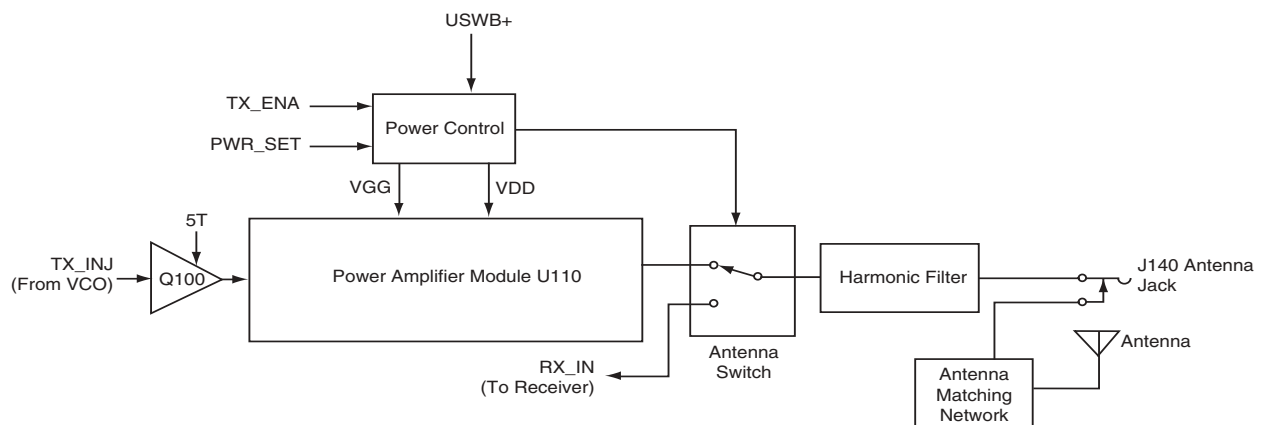 USWB+
TX_ENA
Power Control
PWR_SET
VGG
VDD
5T
TX_INJ
(From VCO)
Q100
Power Amplifier Module U110
Harmonic Filter
J140 Antenna
Jack
RX_IN
(To Receiver)
Antenna
Switch
Antenna
Antenna
Matching
Network